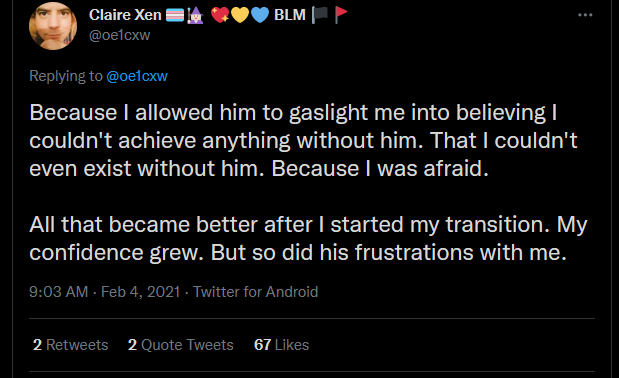 Claire Xen 🏳️‍⚧️🧙🏻‍♀️ 💖💛💙 BLM 🏴🚩
@oe1cxw
Replying to @oe1cxw
Because I allowed him to gaslight me into believing I
couldn't achieve anything without him. That I couldn't
even exist without him. Because I was afraid.
All that became better after I started my transition. My
confidence grew. But so did his frustrations with me.
9:03 AM · Feb 4, 2021 · Twitter for Android
2 Retweets 2 Quote Tweets 67 Likes